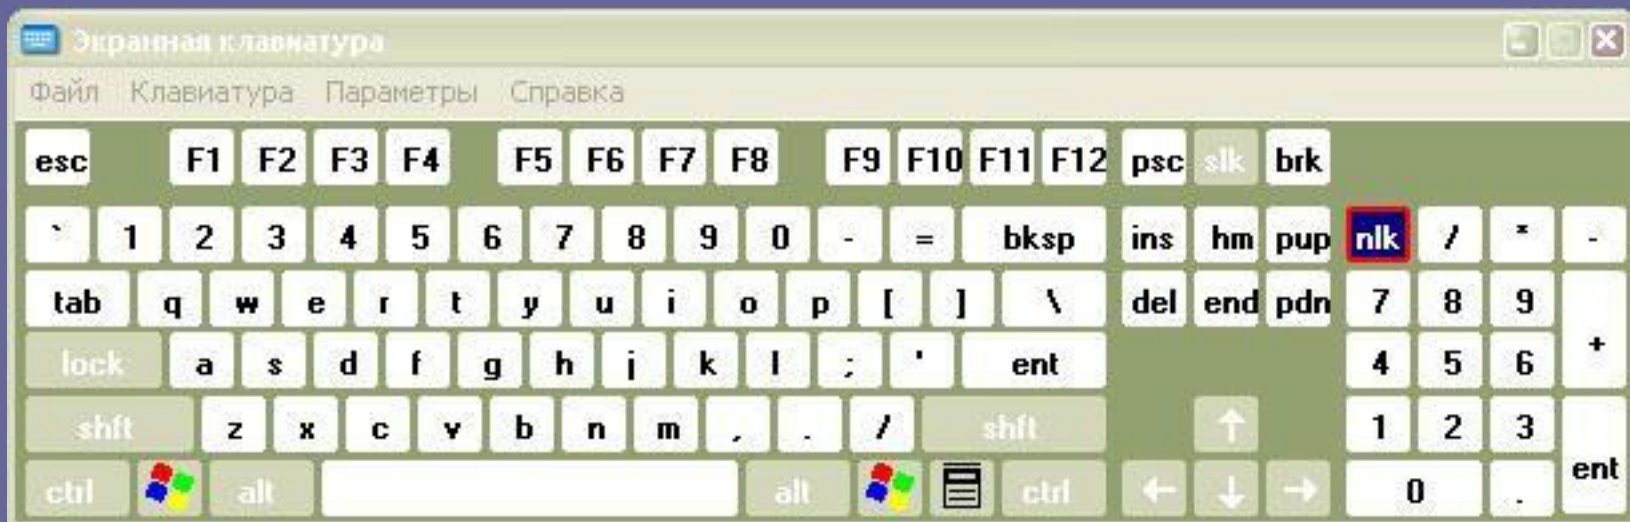 Экранная клавиатура
Файл Клавиатура Параметры Справка
esc F1 F2 F3 F4 F5 F6 F7 F8 F9 F10 F11 F12 psc slk brk
` 1 2 3 4 5 6 7 8 9 0 - = bksp ins hm pup nlk / * -
tab q w e r t y u i o p [ ] \ del end pdn 7 8 9 +
lock a s d f g h j k l ; ' ent 4 5 6
shft z x c v b n m , . / shft ↑ 1 2 3 ent
ctrl alt alt ctrl ← ↓ → 0 .